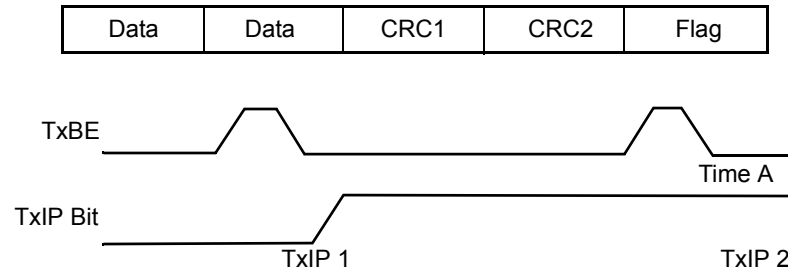 Data Data CRC1 CRC2 Flag
TxBE
Time A
TxIP Bit
TxIP 1 TxIP 2